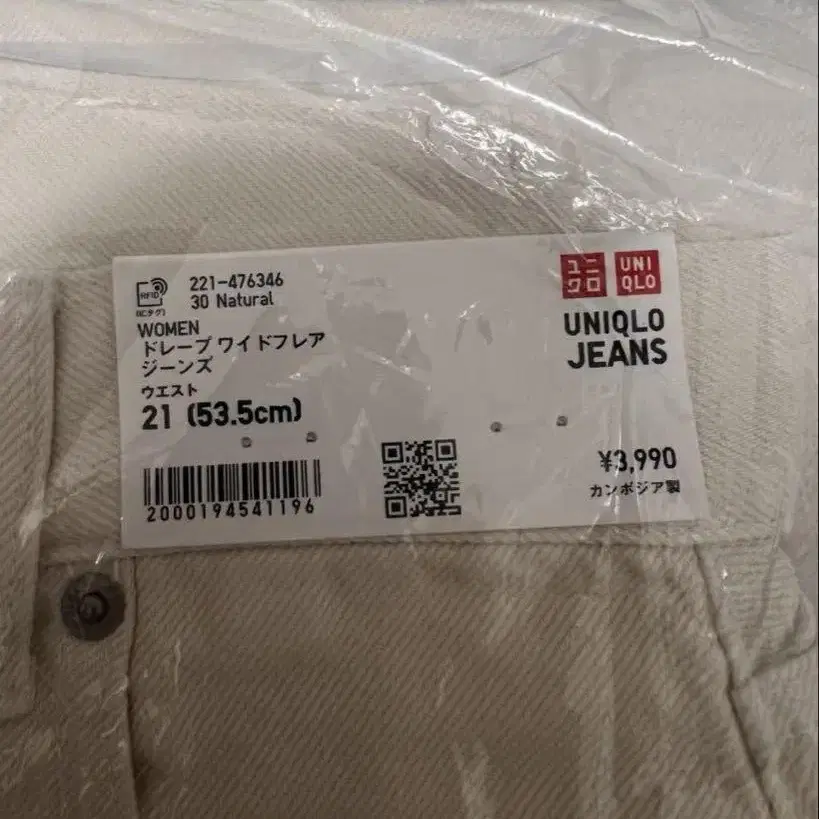 RFID
(ICタグ)
221-476346
30 Natural
WOMEN
ドレープ ワイドフレア
ジーンズ
ウエスト
21 (53.5cm)
2000194541196
ユニ
クロ
UNI
QLO
UNIQLO
JEANS
¥3,990
カンボジア製